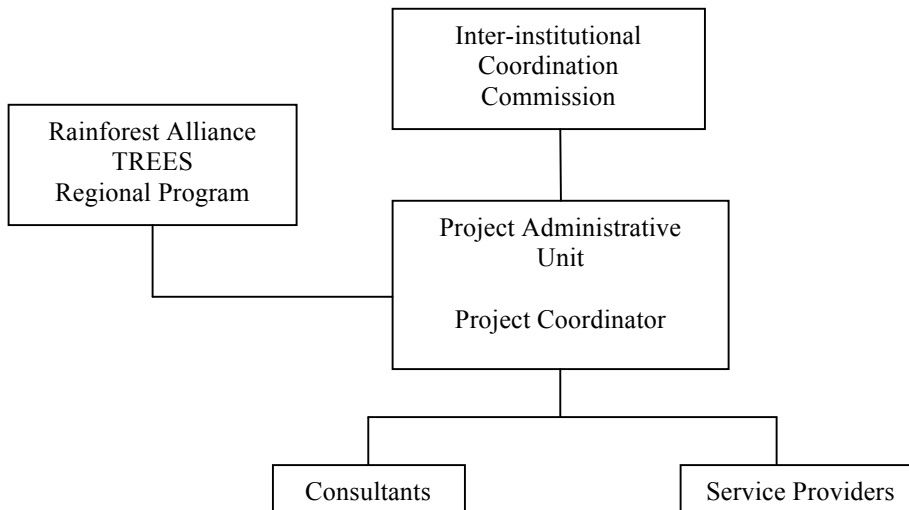 Inter-institutional
Coordination
Commission
Rainforest Alliance
TREES
Regional Program
Project Administrative
Unit
Project Coordinator
Consultants
Service Providers